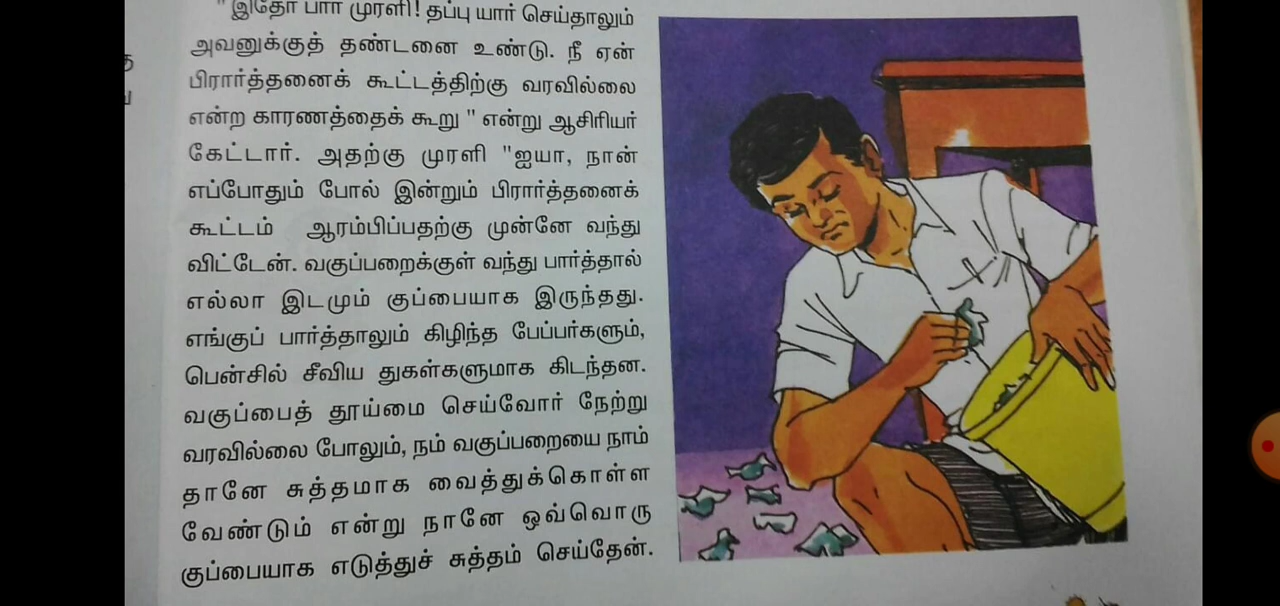 " இதோ பார் முரளி! தப்பு யார் செய்தாலும்
அவனுக்குத் தண்டனை உண்டு. நீ ஏன்
பிரார்த்தனைக் கூட்டத்திற்கு வரவில்லை
என்ற காரணத்தைக் கூறு " என்று ஆசிரியர்
கேட்டார். அதற்கு முரளி "ஐயா, நான்
எப்போதும் போல் இன்றும் பிரார்த்தனைக்
கூட்டம் ஆரம்பிப்பதற்கு முன்னே வந்து
விட்டேன். வகுப்பறைக்குள் வந்து பார்த்தால்
எல்லா இடமும் குப்பையாக இருந்தது.
எங்குப் பார்த்தாலும் கிழிந்த பேப்பர்களும்,
பென்சில் சீவிய துகள்களுமாக கிடந்தன.
வகுப்பைத் தூய்மை செய்வோர் நேற்று
வரவில்லை போலும், நம் வகுப்பறையை நாம்
தானே சுத்தமாக வைத்துக்கொள்ள
வேண்டும் என்று நானே ஒவ்வொரு
குப்பையாக எடுத்துச் சுத்தம் செய்தேன்.